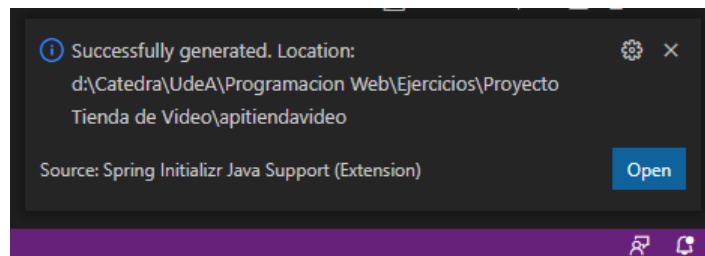 Successfully generated. Location:
d:\Catedra\UdeA\Programacion Web\Ejercicios\Proyecto
Tienda de Video\apitiendavideo
Source: Spring Initializr Java Support (Extension)
Open